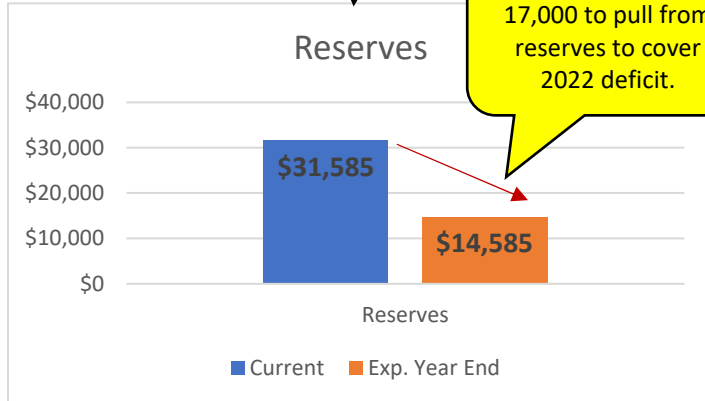 17,000 to pull from
reserves to cover
2022 deficit.
Reserves
$40,000
$30,000
$20,000
$10,000
$0
$31,585
$14,585
Reserves
Current Exp. Year End